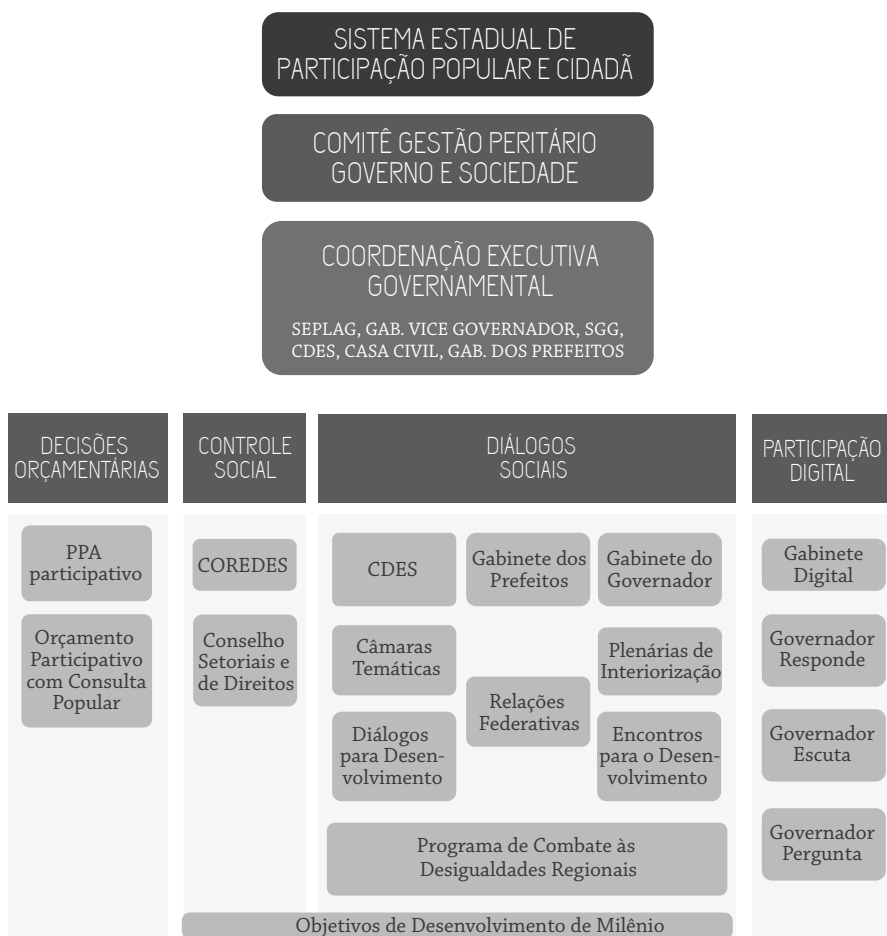 SISTEMA ESTADUAL DE
PARTICIPAÇÃO POPULAR E CIDADÃ
COMITÊ GESTÃO PERITÁRIO
GOVERNO E SOCIEDADE
COORDENAÇÃO EXECUTIVA
GOVERNAMENTAL
SEPLAG, GAB. VICE GOVERNADOR, SGG,
CDES, CASA CIVIL, GAB. DOS PREFEITOS
DECISÕES
ORÇAMENTÁRIAS
PPA
participativo
Orçamento
Participativo
com Consulta
Popular
CONTROLE
SOCIAL
COREDES
Conselho
Setoriais e
de Direitos
DIÁLOGOS
SOCIAIS
CDES
Câmaras
Temáticas
Diálogos
para Desen-
volvimento
Gabinete dos
Prefeitos
Relações
Federativas
Gabinete do
Governador
Plenárias de
Interiorização
Encontros
para o Desen-
volvimento
Programa de Combate às
Desigualdades Regionais
Objetivos de Desenvolvimento de Milênio
PARTICIPAÇÃO
DIGITAL
Gabinete
Digital
Governador
Responde
Governador
Escuta
Governador
Pergunta